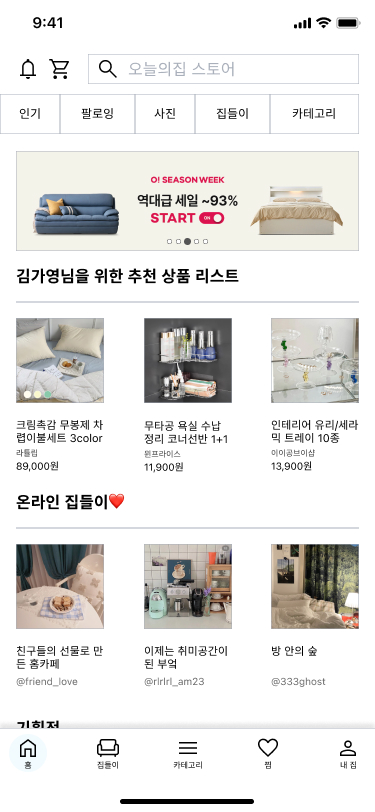 9:41
오늘의집 스토어
인기 팔로잉 사진 집들이 카테고리
O! SEASON WEEK
역대급 세일 ~93%
START ON
김가영님을 위한 추천 상품 리스트
크림촉감 무봉제 차
렵이불세트 3color
라틀립
89,000원
무타공 욕실 수납
정리 코너선반 1+1
윈프라이스
11,900원
인테리어 유리/세라
믹 트레이 10종
이이공브이샵
13,900원
온라인 집들이❤️
친구들의 선물로 만
든 홈카페
@friend_love
이제는 취미공간이
된 부엌
@rlrlrl_am23
방 안의 숲
@333ghost
기획전
홈 집들이 카테고리 찜 내 집